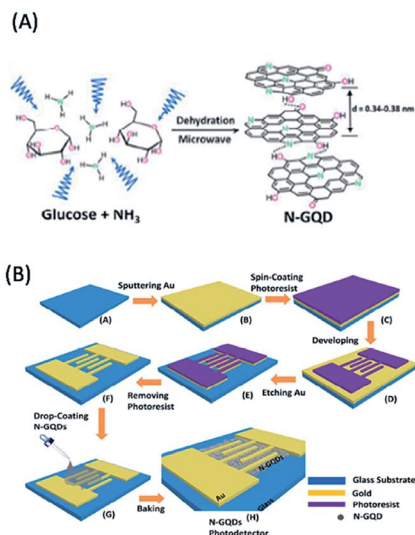 (A)
Dehydration
Microwave
d = 0.34-0.38 nm
Glucose + NH₃
N-GQD
(B)
Sputtering Au
Spin-Coating
Photoresist
(A)
(B)
(C)
Developing
(F)
(E)
(D)
Removing
Photoresist
Etching Au
Drop-Coating
N-GQDs
N-GQDs
Au
Glass
(G)
Baking
(H)
N-GQDs
Photodetector
Glass Substrate
Gold
Photoresist
N-GQD